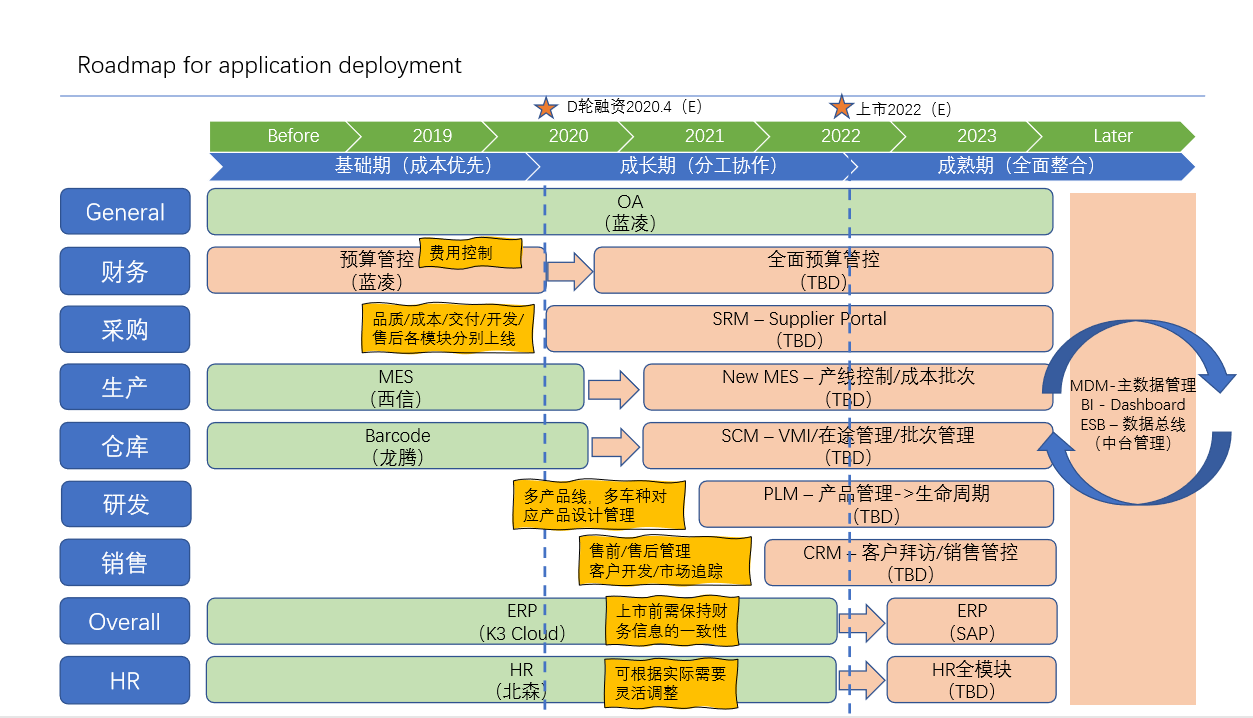 Roadmap for application deployment
D轮融资2020.4（E）
上市2022（E）
Before
2019
2020
2021
2022
2023
Later
基础期（成本优先）
成长期（分工协作）
成熟期（全面整合）
General
OA
（蓝凌）
财务
预算管控
（蓝凌）
费用控制
全面预算管控
（TBD）
采购
品质/成本/交付/开发/
售后各模块分别上线
SRM – Supplier Portal
（TBD）
生产
MES
（西信）
New MES – 产线控制/成本批次
（TBD）
仓库
Barcode
（龙腾）
SCM – VMI/在途管理/批次管理
（TBD）
研发
多产品线，多车种对
应产品设计管理
PLM – 产品管理->生命周期
（TBD）
销售
售前/售后管理
客户开发/市场追踪
CRM – 客户拜访/销售管控
（TBD）
Overall
ERP
（K3 Cloud）
上市前需保持财
务信息的一致性
ERP
（SAP）
HR
HR
（北森）
可根据实际需要
灵活调整
HR全模块
（TBD）
MDM-主数据管理
BI - Dashboard
ESB – 数据总线
（中台管理）